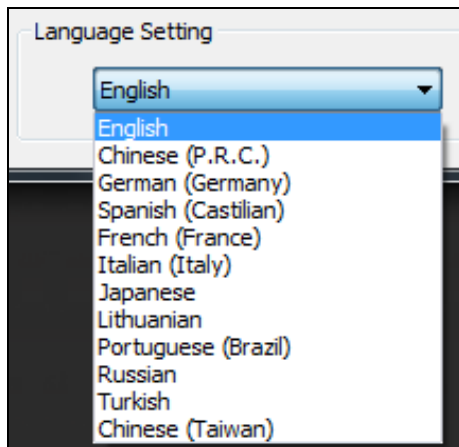 Language Setting
English
English
Chinese (P.R.C.)
German (Germany)
Spanish (Castilian)
French (France)
Italian (Italy)
Japanese
Lithuanian
Portuguese (Brazil)
Russian
Turkish
Chinese (Taiwan)